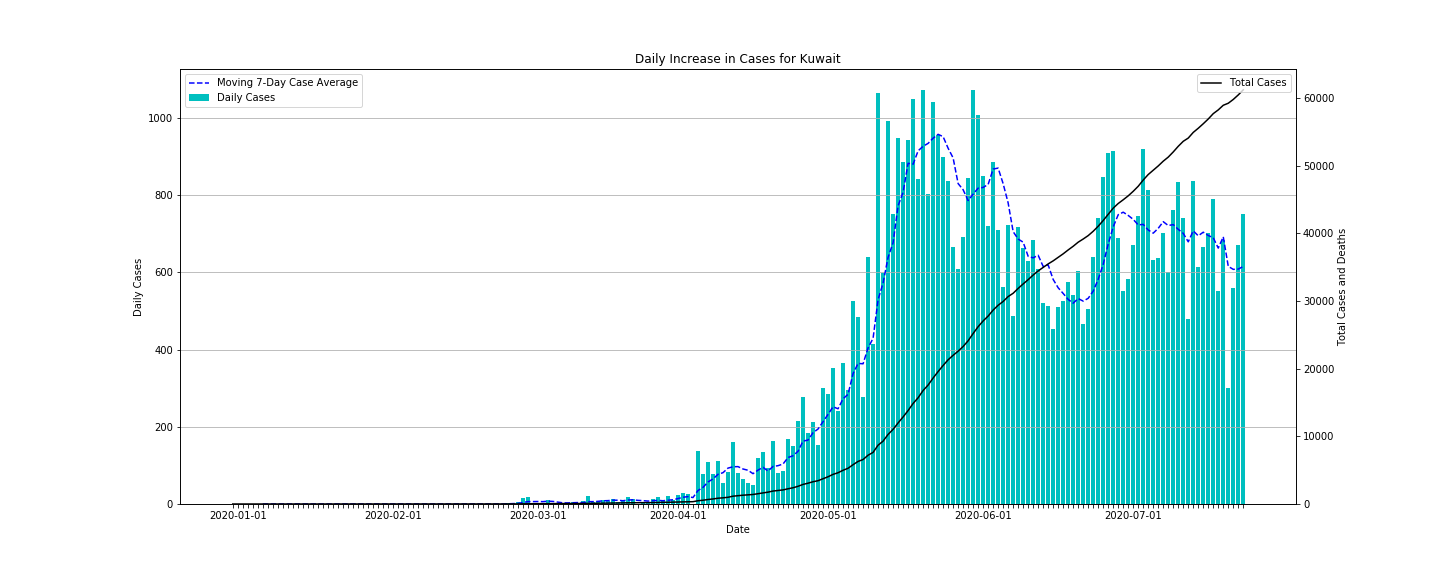 Daily Increase in Cases for Kuwait
Moving 7-Day Case Average
Daily Cases
Total Cases
1000
800
600
400
200
0
Daily Cases
60000
50000
40000
30000
20000
10000
0
Total Cases and Deaths
2020-01-01
2020-02-01
2020-03-01
2020-04-01
2020-05-01
2020-06-01
2020-07-01
Date